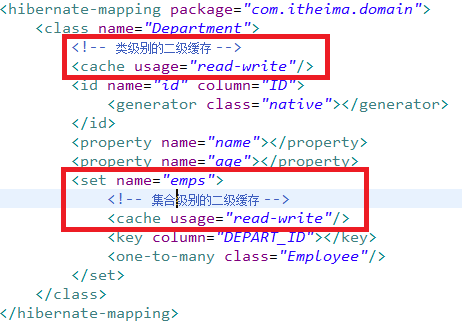 <hibernate-mapping package="com.itheima.domain">
<class name="Department">
<!-- 类级别的二级缓存 -->
<cache usage="read-write"/>
<id name="id" column="ID">
<generator class="native"></generator>
</id>
<property name="name"></property>
<property name="age"></property>
<set name="emps">
<!-- 集合级别的二级缓存 -->
<cache usage="read-write"/>
<key column="DEPART_ID"></key>
<one-to-many class="Employee"/>
</set>
</class>
</hibernate-mapping>